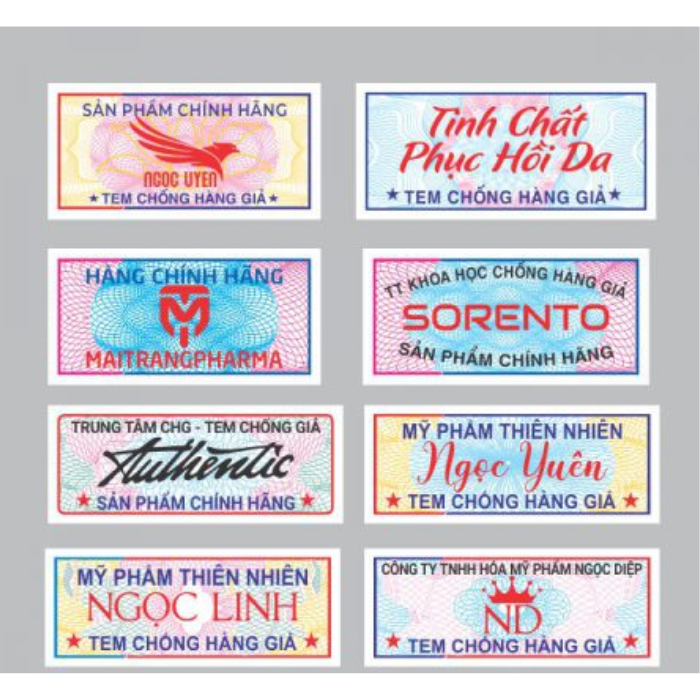 SẢN PHẨM CHÍNH HÃNG
NGOC UYEN
★ TEM CHỐNG HÀNG GIẢ ★
Tinh Chất
Phục Hồi Da
★ TEM CHỐNG HÀNG GIẢ ★
HÀNG CHÍNH HÃNG
M
MAITRANGPHARMA
TT KHOA HỌC CHỐNG HÀNG GIẢ
SORENTO
SẢN PHẨM CHÍNH HÃNG
TRUNG TÂM CHG - TEM CHỐNG GIẢ
Authentic
★ SẢN PHẨM CHÍNH HÃNG ★
MỸ PHẨM THIÊN NHIÊN
Ngọc Yuên
★ TEM CHỐNG HÀNG GIẢ ★
MỸ PHẨM THIÊN NHIÊN
NGỌC LINH
★ TEM CHỐNG HÀNG GIẢ ★
CÔNG TY TNHH HÓA MỸ PHẨM NGỌC DIỆP
ND
★ TEM CHỐNG HÀNG GIẢ ★